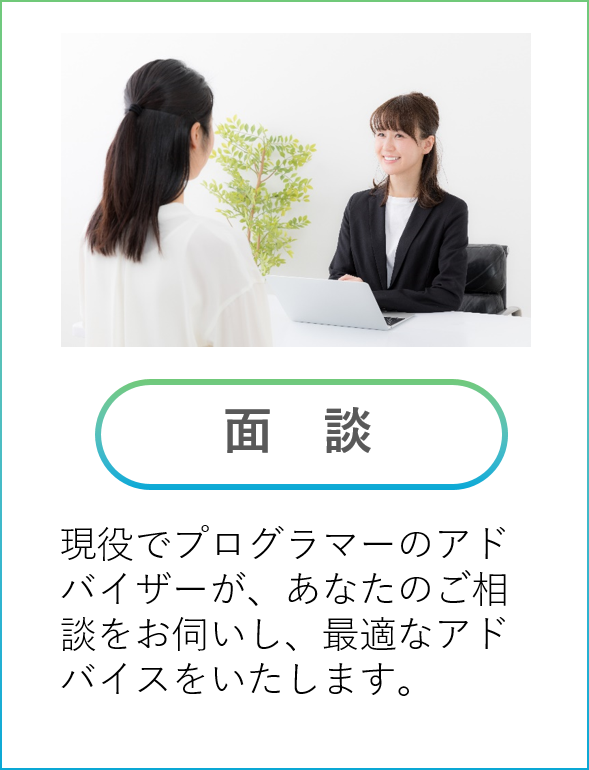 面　談
現役でプログラマーのアド
バイザーが、あなたのご相
談をお伺いし、最適なアド
バイスをいたします。